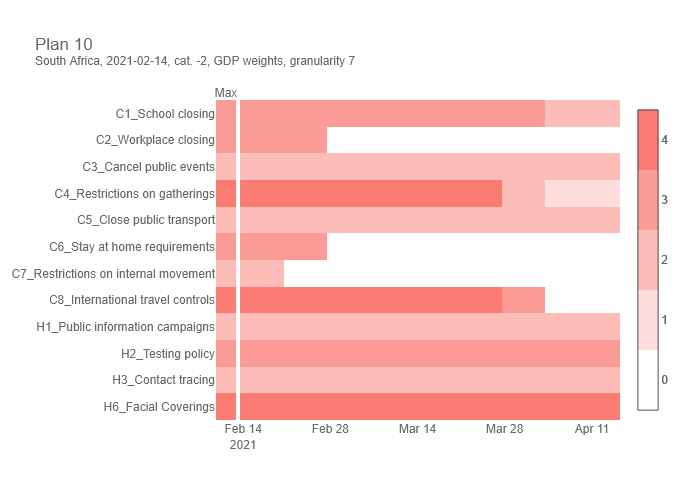 Plan 10
South Africa, 2021-02-14, cat. -2, GDP weights, granularity 7
Max
C1_School closing
C2_Workplace closing
C3_Cancel public events
C4_Restrictions on gatherings
C5_Close public transport
C6_Stay at home requirements
C7_Restrictions on internal movement
C8_International travel controls
H1_Public information campaigns
H2_Testing policy
H3_Contact tracing
H6_Facial Coverings
Feb 14
2021
Feb 28
Mar 14
Mar 28
Apr 11
4
3
2
1
0